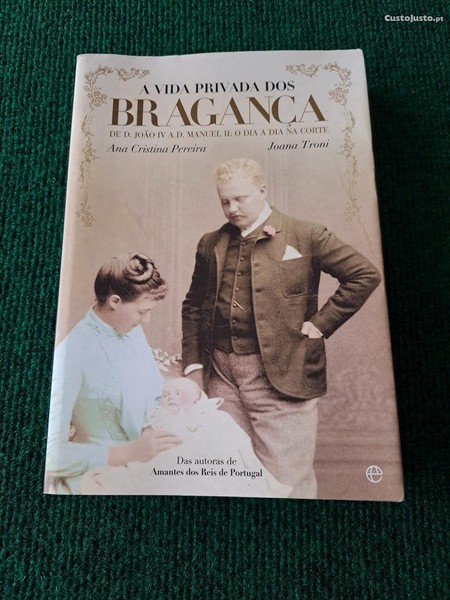 CustoJusto.pt
A VIDA PRIVADA DOS
BRAGANÇA
DE D. JOÃO IV A D. MANUEL II: O DIA A DIA NA CORTE
Ana Cristina Pereira Joana Troni
Das autoras de
Amantes dos Reis de Portugal